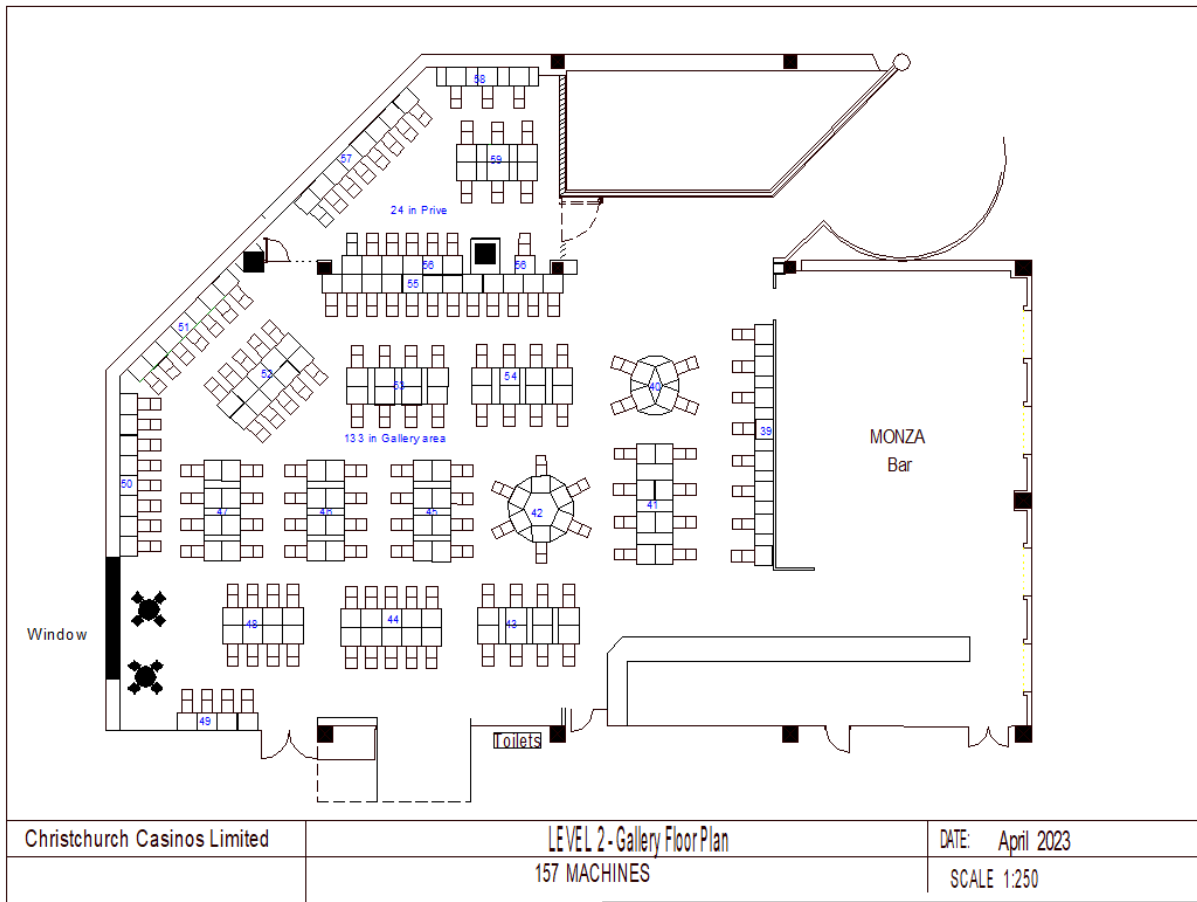 58
57
59
24 in Prive
56
56
55
51
52
53
54
40
133 in Gallery area
39
MONZA
Bar
50
47
46
45
42
41
48
44
43
Window
49
Toilets
Christchurch Casinos Limited
LEVEL 2 - Gallery Floor Plan
DATE: April 2023
157 MACHINES
SCALE 1:250